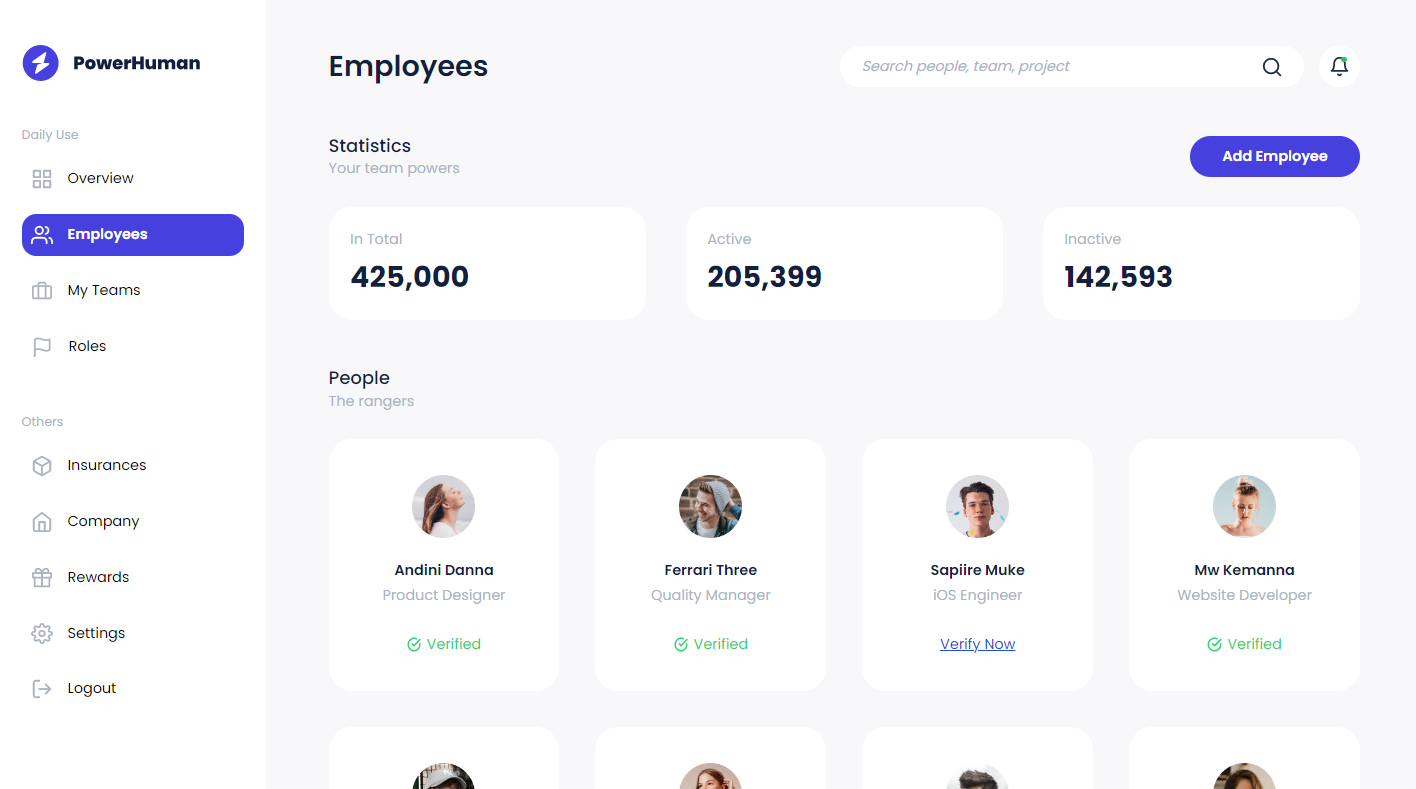 PowerHuman
Daily Use
Overview
Employees
My Teams
Roles
Others
Insurances
Company
Rewards
Settings
Logout
Employees
Search people, team, project
Statistics
Your team powers
Add Employee
In Total
425,000
Active
205,399
Inactive
142,593
People
The rangers
Andini Danna
Product Designer
Verified
Ferrari Three
Quality Manager
Verified
Sapiire Muke
iOS Engineer
Verify Now
Mw Kemanna
Website Developer
Verified